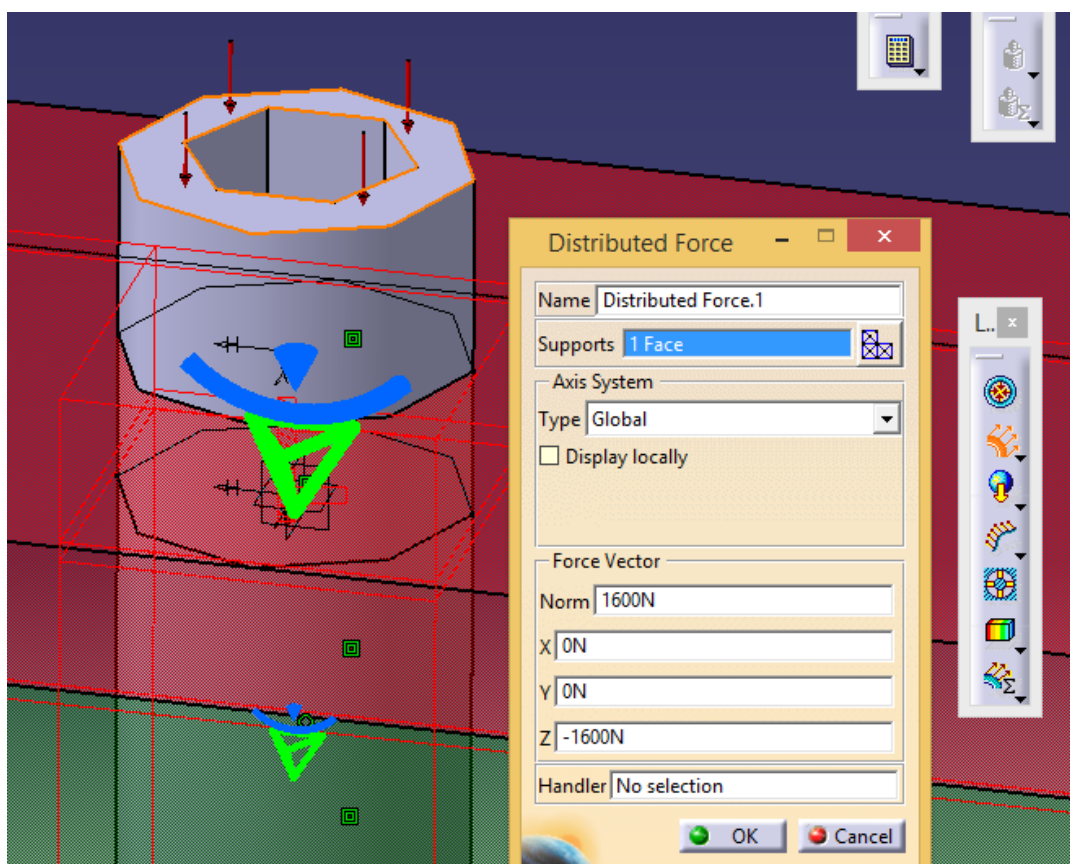 Distributed Force
Name Distributed Force.1
Supports 1 Face
Axis System
Type Global
Display locally
Force Vector
Norm 1600N
X 0N
Y 0N
Z -1600N
Handler No selection
OK Cancel
L..
H
H